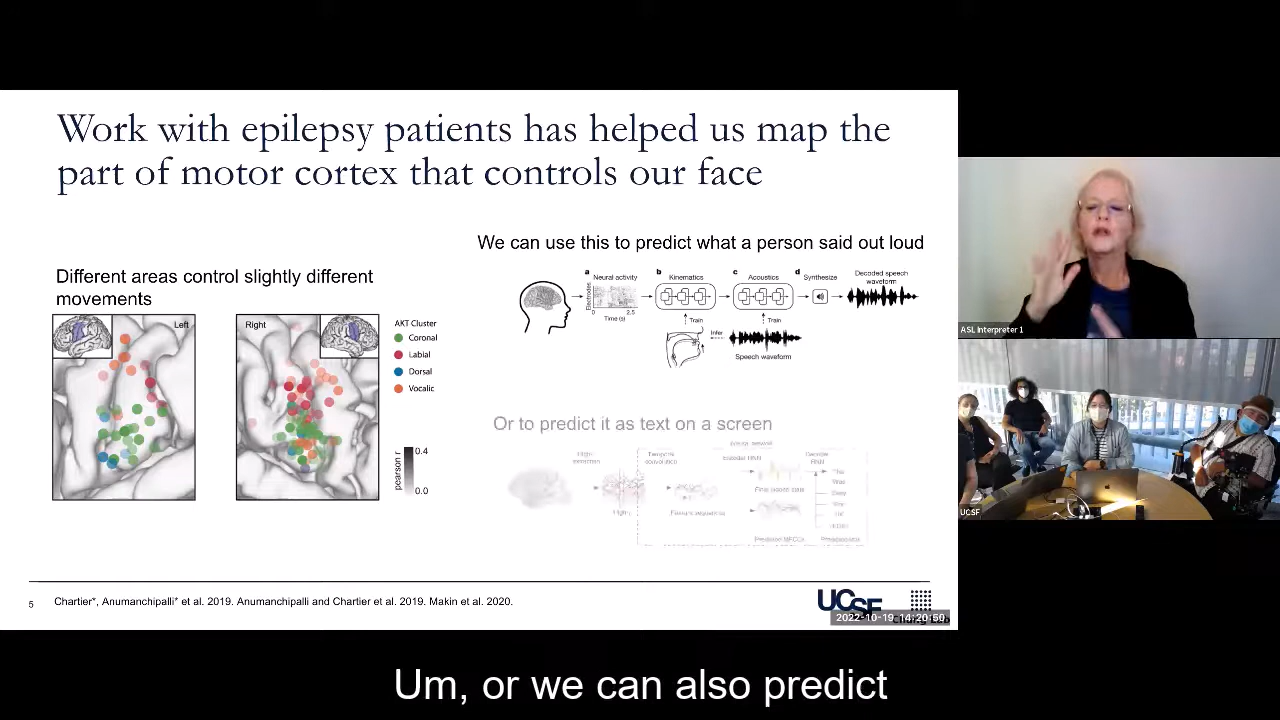 Work with epilepsy patients has helped us map the
part of motor cortex that controls our face
Different areas control slightly different
movements
Left
Right
AKT Cluster
Coronal
Labial
Dorsal
Vocalic
pearson r
0.4
0.0
We can use this to predict what a person said out loud
a
Neural activity
Electrodes
0
2.5
Time (s)
b
Kinematics
c
Acoustics
d
Synthesize
Decoded speech
waveform
Train
Train
Infer
Speech waveform
Or to predict it as text on a screen
5
Chartier*, Anumanchipalli* et al. 2019. Anumanchipalli and Chartier et al. 2019. Makin et al. 2020.
UCSF
2022-10-19 14:20:50
ASL Interpreter 1
UCSF
Um, or we can also predict